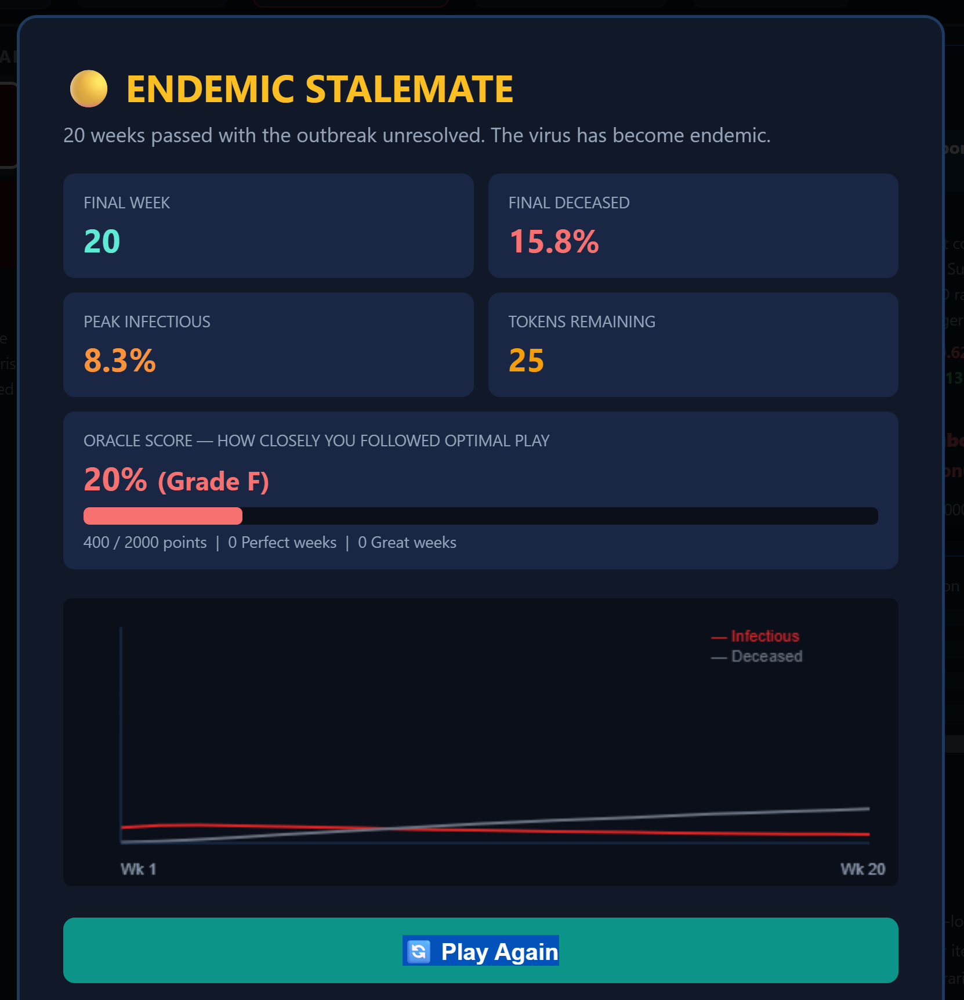 ENDEMIC STALEMATE
20 weeks passed with the outbreak unresolved. The virus has become endemic.
FINAL WEEK
20
FINAL DECEASED
15.8%
PEAK INFECTIOUS
8.3%
TOKENS REMAINING
25
ORACLE SCORE — HOW CLOSELY YOU FOLLOWED OPTIMAL PLAY
20% (Grade F)
400 / 2000 points | 0 Perfect weeks | 0 Great weeks
— Infectious
— Deceased
Wk 1
Wk 20
Play Again